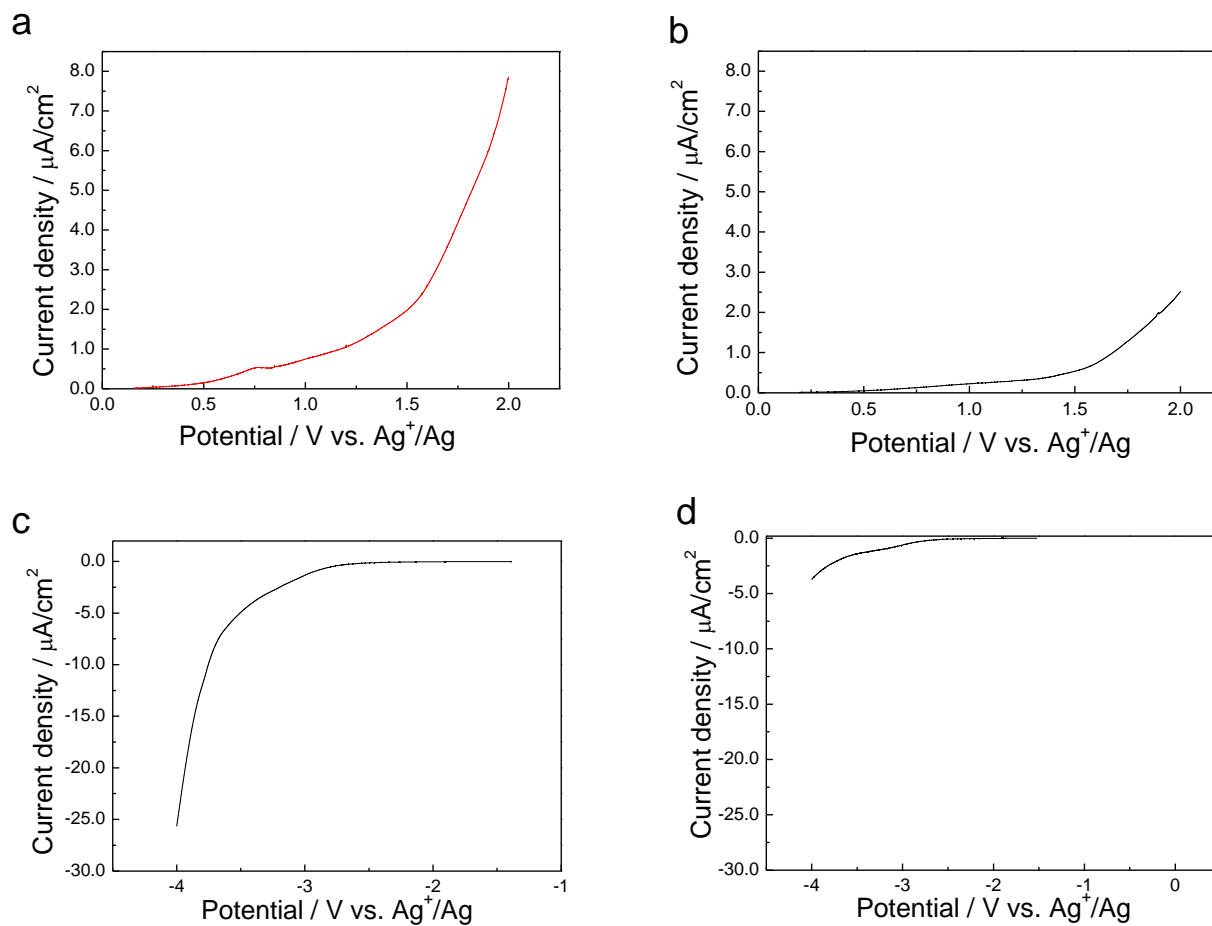 a
8.0
7.0
6.0
5.0
4.0
3.0
2.0
1.0
0.0
0.0 0.5 1.0 1.5 2.0
Current density / μA/cm²
Potential / V vs. Ag⁺/Ag
b
8.0
7.0
6.0
5.0
4.0
3.0
2.0
1.0
0.0
0.0 0.5 1.0 1.5 2.0
Current density / μA/cm²
Potential / V vs. Ag⁺/Ag
c
0.0
-5.0
-10.0
-15.0
-20.0
-25.0
-30.0
-4 -3 -2 -1
Current density / μA/cm²
Potential / V vs. Ag⁺/Ag
d
0.0
-5.0
-10.0
-15.0
-20.0
-25.0
-30.0
-4 -3 -2 -1 0
Current density / μA/cm²
Potential / V vs. Ag⁺/Ag